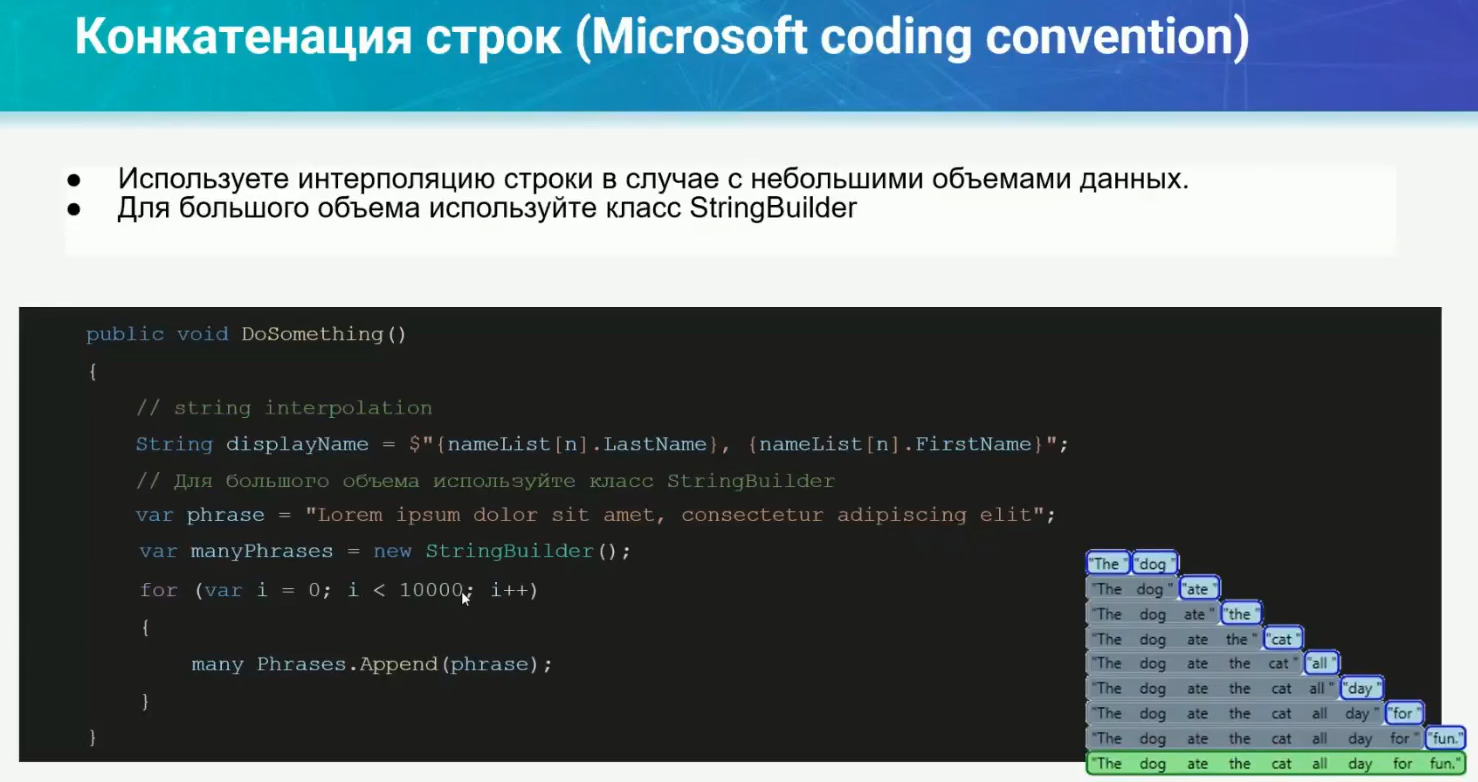 Конкатенация строк (Microsoft coding convention)
● Используете интерполяцию строки в случае с небольшими объемами данных.
● Для большого объема используйте класс StringBuilder
public void DoSomething()
{
// string interpolation
String displayName = $"{nameList[n].LastName}, {nameList[n].FirstName}";
// Для большого объема используйте класс StringBuilder
var phrase = "Lorem ipsum dolor sit amet, consectetur adipiscing elit";
var manyPhrases = new StringBuilder();
for (var i = 0; i < 10000; i++)
{
many Phrases.Append(phrase);
}
}
"The " "dog "
"The dog " "ate "
"The dog ate " "the "
"The dog ate the " "cat "
"The dog ate the cat " "all "
"The dog ate the cat all " "day "
"The dog ate the cat all day " "for "
"The dog ate the cat all day for " "fun."
"The dog ate the cat all day for fun."